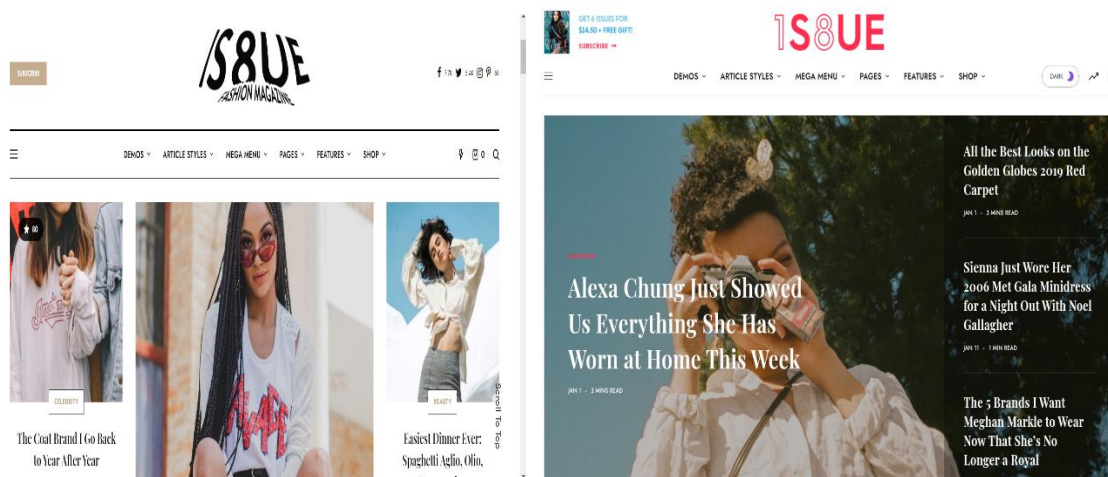 SUBSCRIBE
IS8UE
FASHION MAGAZINE
DEMOS
ARTICLE STYLES
MEGA MENU
PAGES
FEATURES
SHOP
0
80
CELEBRITY
The Coat Brand I Go Back
to Year After Year
BEAUTY
Easiest Dinner Ever:
Spaghetti Aglio, Olio,
Scroll To Top
GET 6 ISSUES FOR
$24.50 + FREE GIFT!
SUBSCRIBE →
1S8UE
DEMOS
ARTICLE STYLES
MEGA MENU
PAGES
FEATURES
SHOP
DARK
Alexa Chung Just Showed
Us Everything She Has
Worn at Home This Week
JAN 1 - 3 MINS READ
All the Best Looks on the
Golden Globes 2019 Red
Carpet
JAN 1 - 3 MINS READ
Sienna Just Wore Her
2006 Met Gala Minidress
for a Night Out With Noel
Gallagher
JAN 11 - 1 MIN READ
The 5 Brands I Want
Meghan Markle to Wear
Now That She's No
Longer a Royal